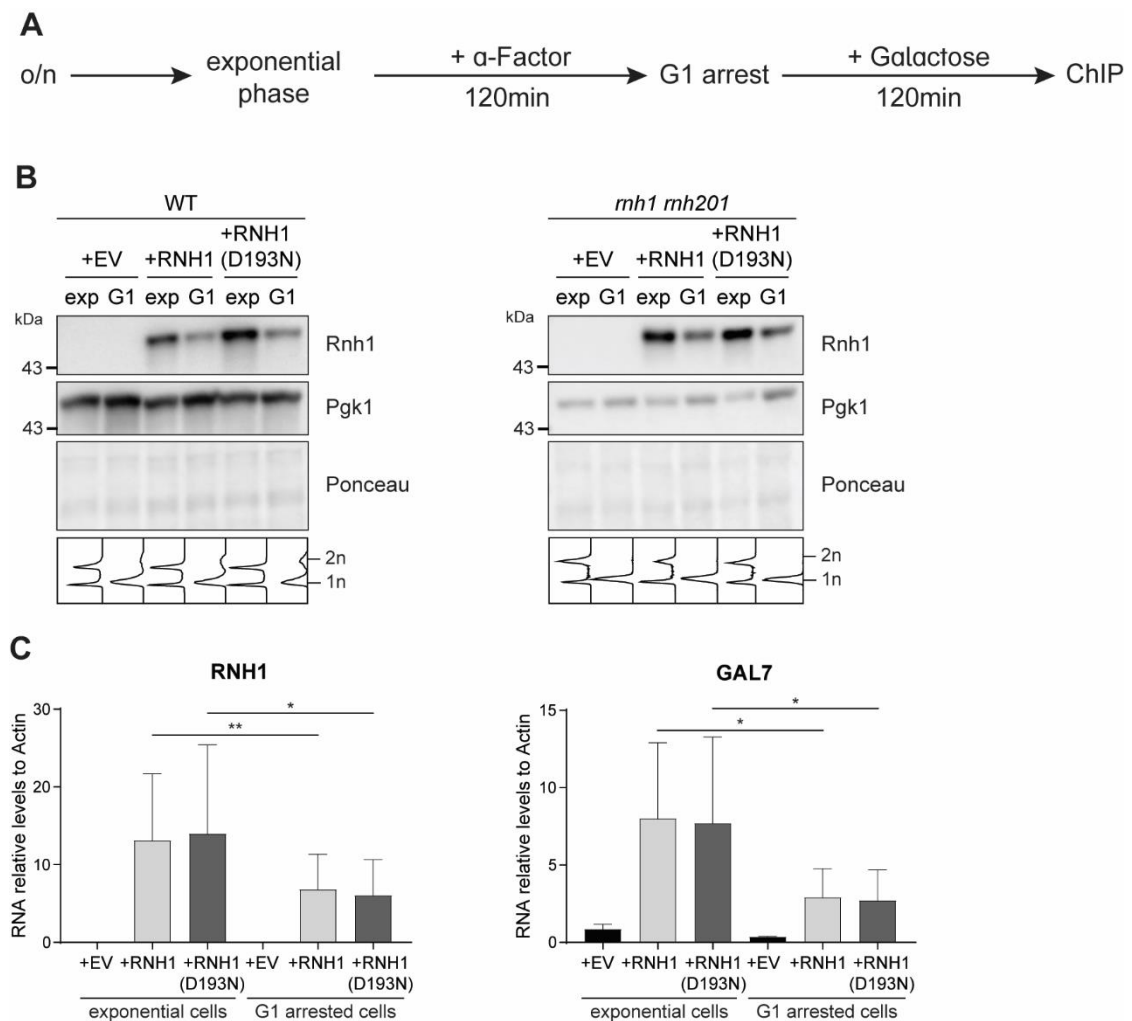 A
o/n
exponential
phase
+ α-Factor
120min
G1 arrest
+ Galactose
120min
ChIP
B
WT
+EV
+RNH1
+RNH1
(D193N)
exp G1 exp G1 exp G1
kDa
43
43
Rnh1
Pgk1
Ponceau
2n
1n
rnh1 rnh201
+EV
+RNH1
+RNH1
(D193N)
exp G1 exp G1 exp G1
kDa
43
43
Rnh1
Pgk1
Ponceau
2n
1n
C
RNH1
RNA relative levels to Actin
30
20
10
0
*
**
+EV +RNH1 +RNH1 +EV +RNH1 +RNH1
(D193N) (D193N)
exponential cells G1 arrested cells
GAL7
RNA relative levels to Actin
15
10
5
0
*
*
+EV +RNH1 +RNH1 +EV +RNH1 +RNH1
(D193N) (D193N)
exponential cells G1 arrested cells